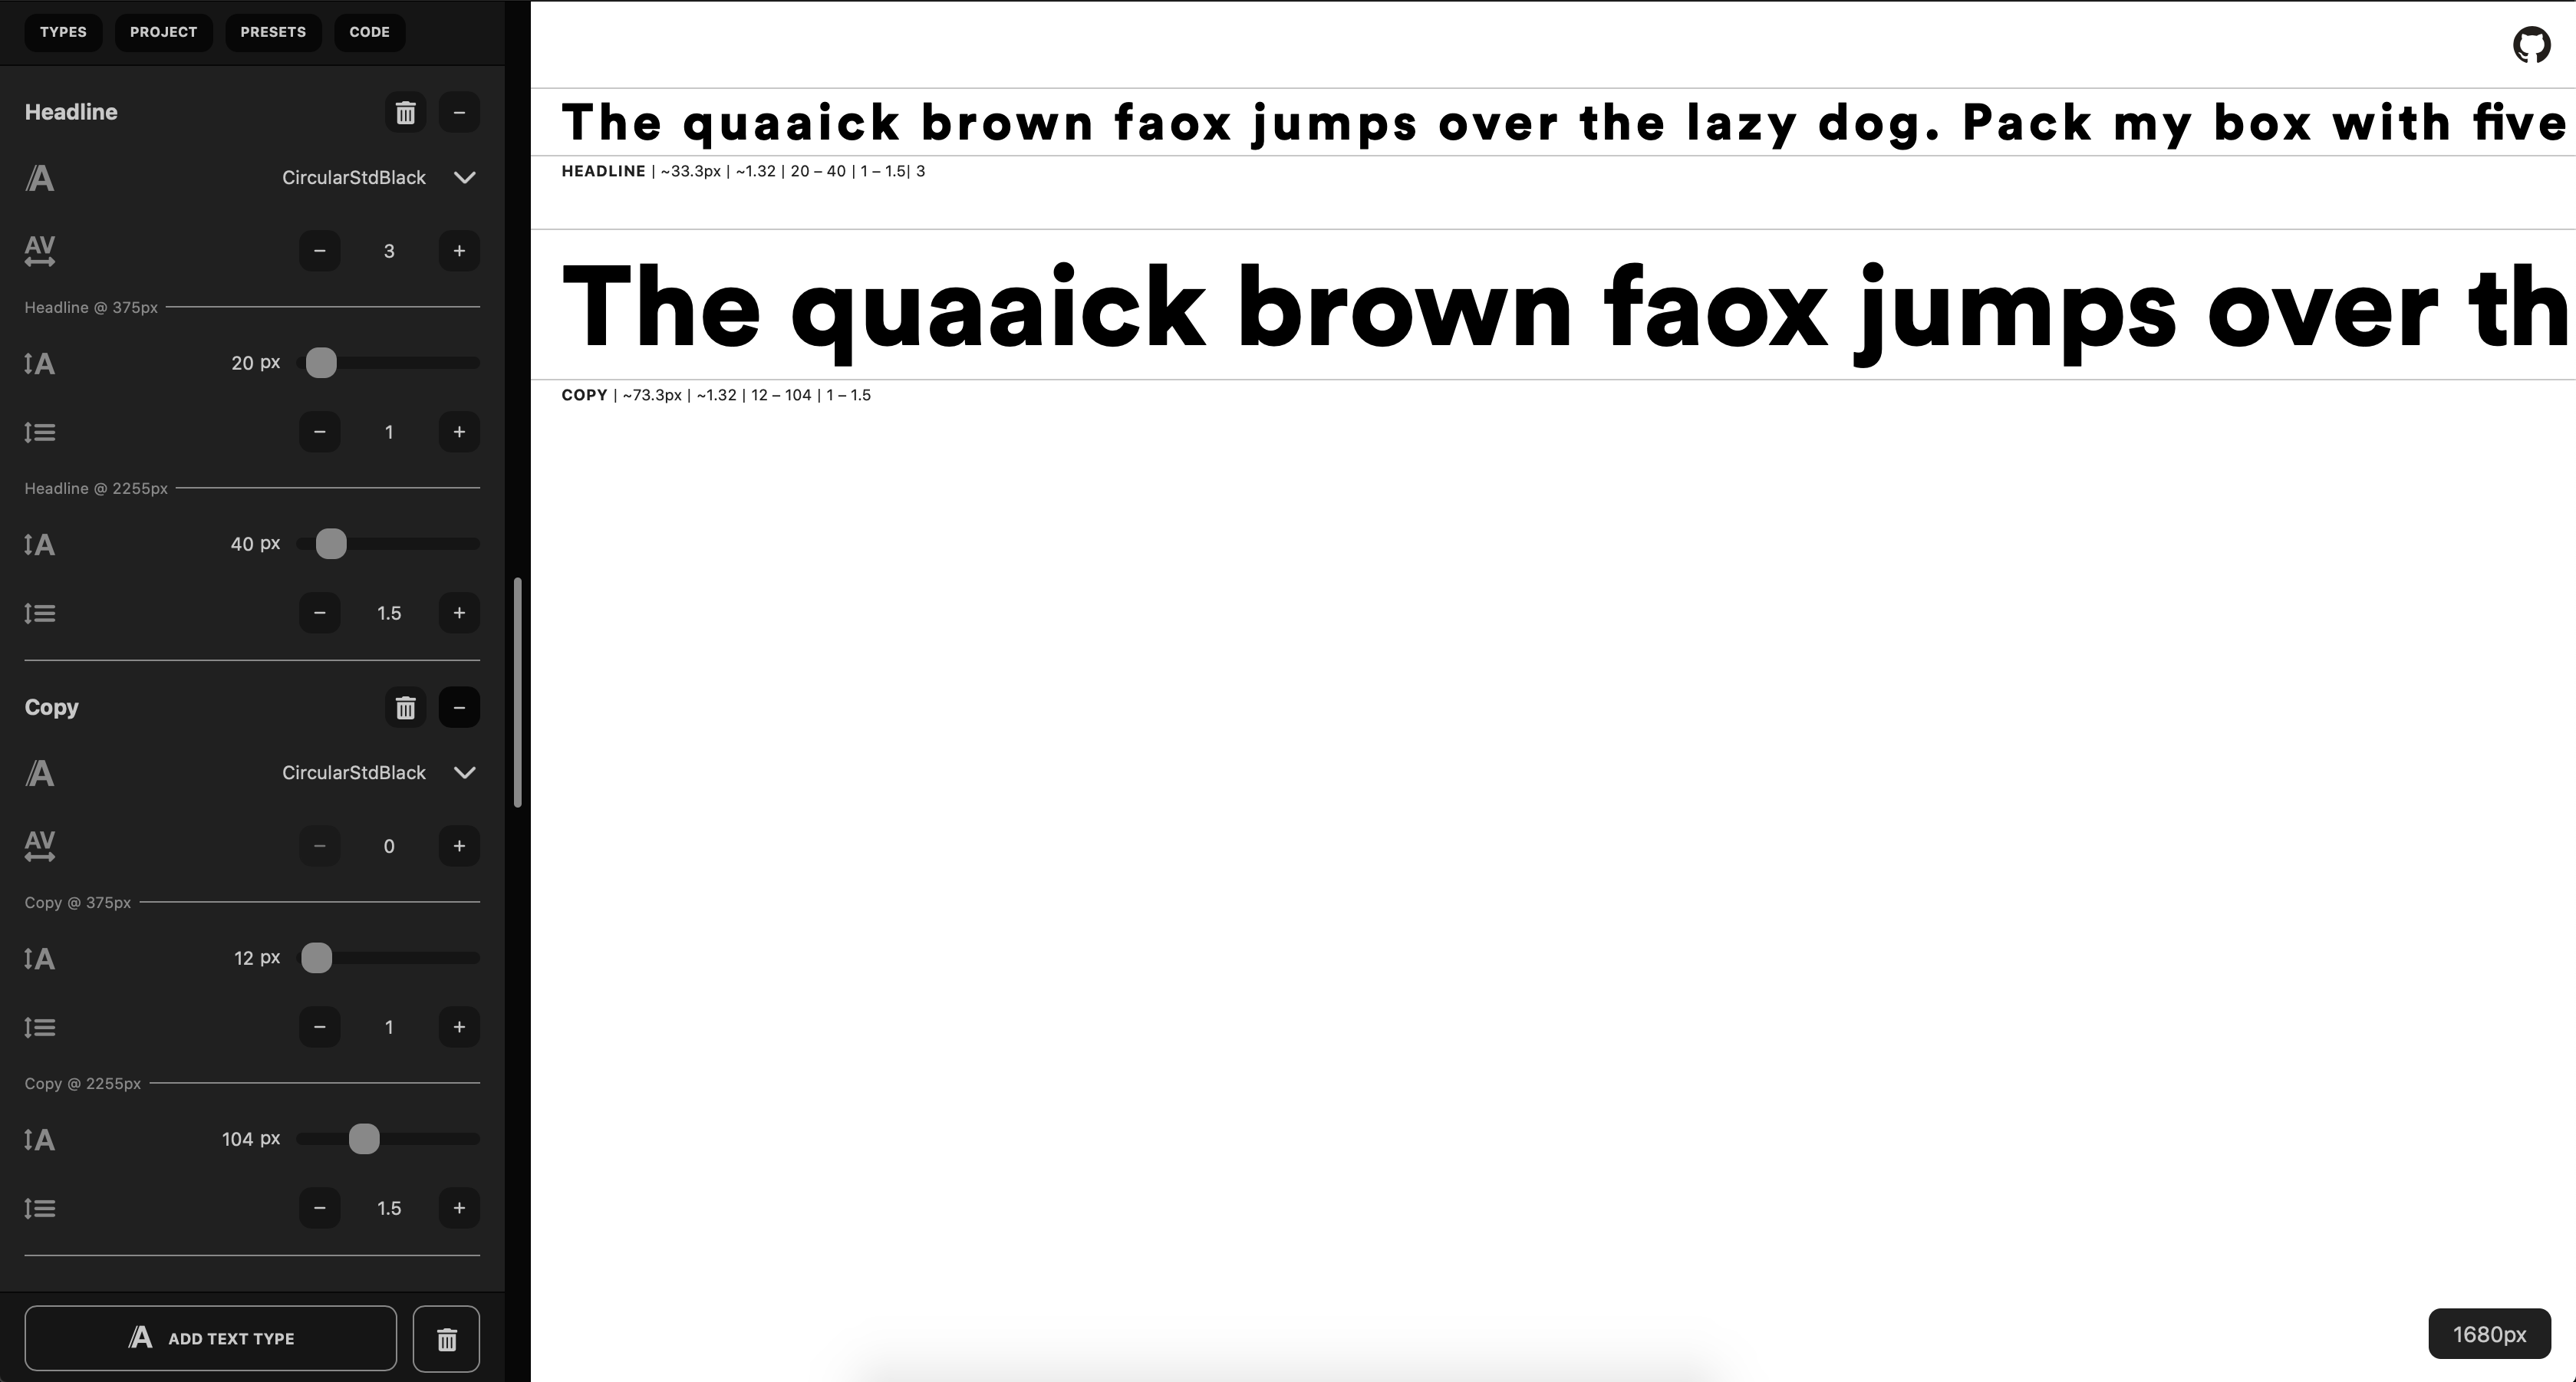 TYPES PROJECT PRESETS CODE
Headline
CircularStdBlack
AV 3
Headline @ 375px
A 20 px
1
Headline @ 2255px
A 40 px
1.5
Copy
A CircularStdBlack
AV 0
Copy @ 375px
A 12 px
1
Copy @ 2255px
A 104 px
1.5
ADD TEXT TYPE
The quaaick brown faox jumps over the lazy dog. Pack my box with five
HEADLINE | ~33.3px | ~1.32 | 20 – 40 | 1 – 1.5| 3
The quaaick brown faox jumps over th
COPY | ~73.3px | ~1.32 | 12 – 104 | 1 – 1.5
1680px